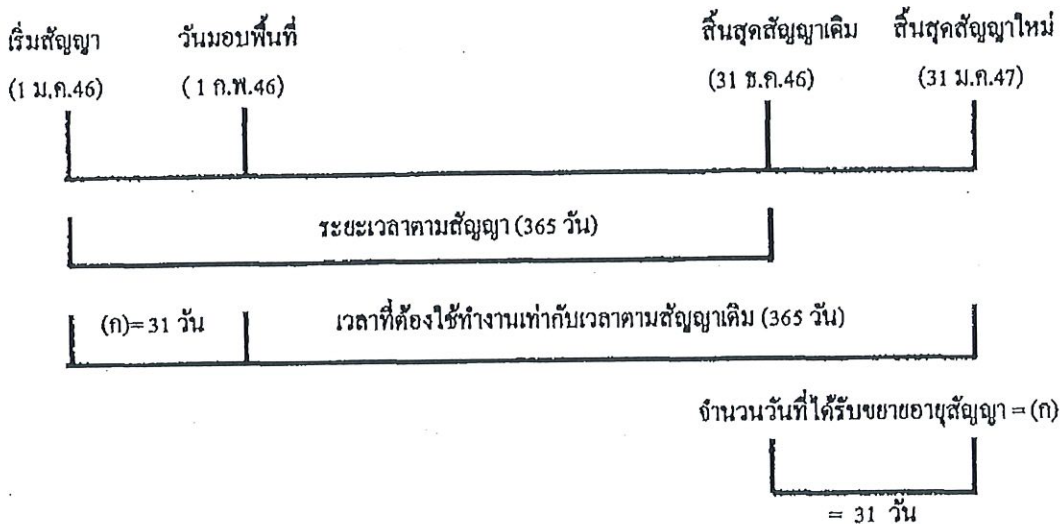 เริ่มสัญญา วันมอบพื้นที่ สิ้นสุดสัญญาเดิม สิ้นสุดสัญญาใหม่
(1 ม.ค.46) ( 1 ก.พ.46) (31 ธ.ค.46) (31 ม.ค.47)
ระยะเวลาตามสัญญา (365 วัน)
(ก)= 31 วัน เวลาที่ต้องใช้ทำงานเท่ากับเวลาตามสัญญาเดิม (365 วัน)
จำนวนวันที่ได้รับขยายอายุสัญญา = (ก)
= 31 วัน